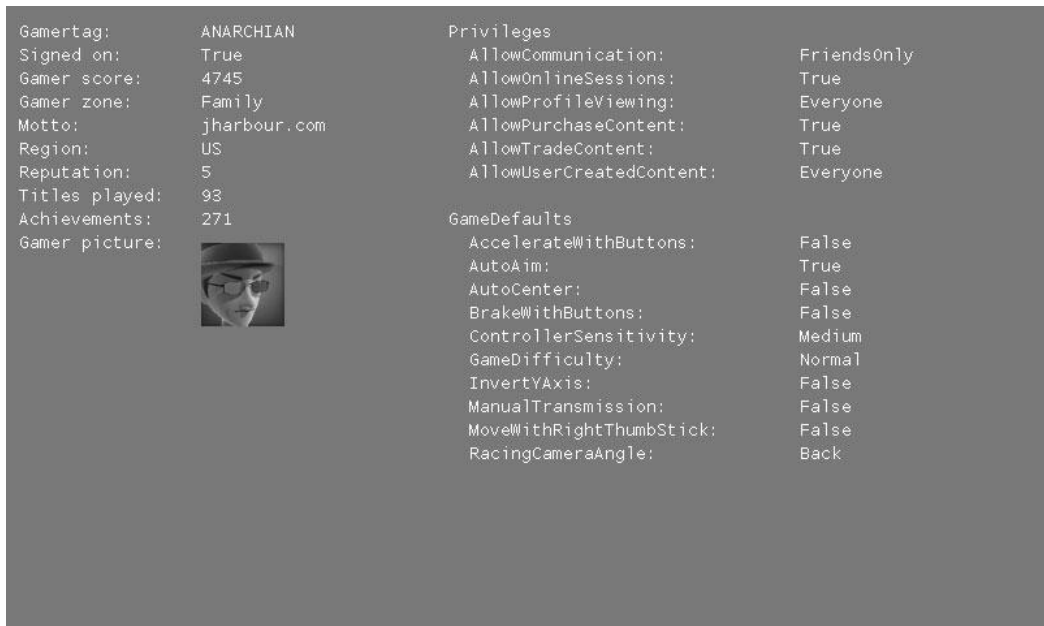 Gamertag: ANARCHIAN
Signed on: True
Gamer score: 4745
Gamer zone: Family
Motto: jharbour.com
Region: US
Reputation: 5
Titles played: 93
Achievements: 271
Gamer picture:
Privileges
AllowCommunication: FriendsOnly
AllowOnlineSessions: True
AllowProfileViewing: Everyone
AllowPurchaseContent: True
AllowTradeContent: True
AllowUserCreatedContent: Everyone
GameDefaults
AccelerateWithButtons: False
AutoAim: True
AutoCenter: False
BrakeWithButtons: False
ControllerSensitivity: Medium
GameDifficulty: Normal
InvertYAxis: False
ManualTransmission: False
MoveWithRightThumbStick: False
RacingCameraAngle: Back